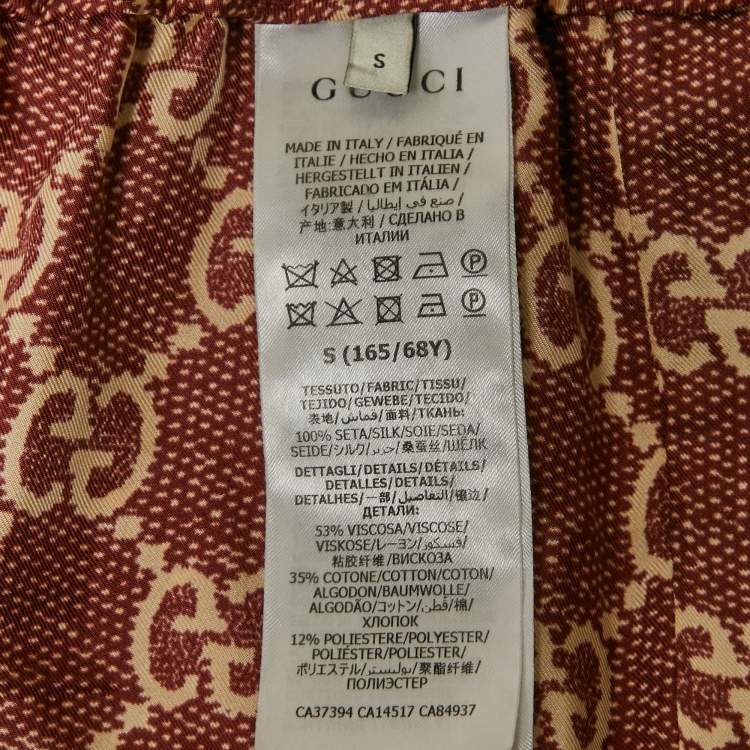 S
GUCCI
MADE IN ITALY / FABRIQUÉ EN
ITALIE / HECHO EN ITALIA /
HERGESTELLT IN ITALIEN /
FABRICADO EM ITÁLIA /
イタリア製 / صنع في إيطاليا /
产地:意大利 / СДЕЛАНО В
ИТАЛИИ
P
P
S (165/68Y)
TESSUTO/FABRIC/TISSU/
TEJIDO/GEWEBE/TECIDO/
表地/قماش/面料/ТКАНЬ:
100% SETA/SILK/SOIE/SEDA/
SEIDE/シルク/حرير/桑蚕丝/ШЁЛК
DETTAGLI/DETAILS/DÉTAILS/
DETALLES/DETAILS/
DETALHES/一部/التفاصيل/镶边/
ДЕТАЛИ:
53% VISCOSA/VISCOSE/
VISKOSE/レーヨン/فسكوز/
粘胶纤维/ВИСКОЗА
35% COTONE/COTTON/COTON/
ALGODON/BAUMWOLLE/
ALGODÃO/コットン/قطن/棉/
ХЛОПОК
12% POLIESTERE/POLYESTER/
POLIÉSTER/POLIESTER/
ポリエステル/بوليستر/聚酯纤维/
ПОЛИЭСТЕР
CA37394 CA14517 CA84937